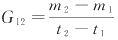 G₁₂ = (m₂ − m₁) / (t₂ − t₁)